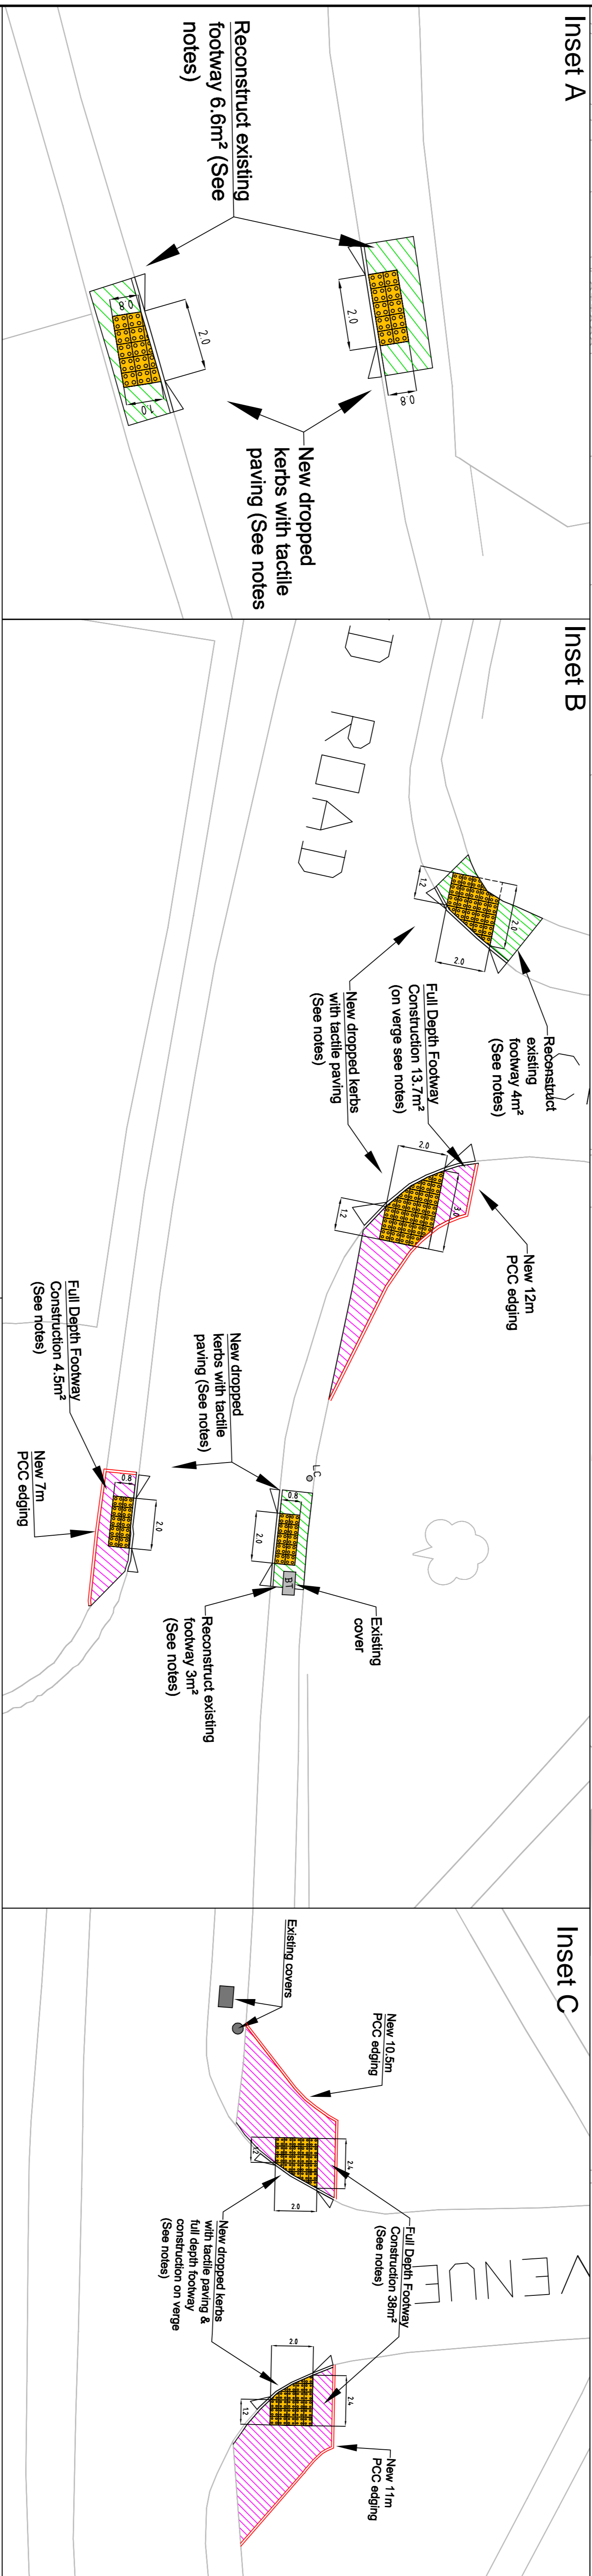 Inset A
Reconstruct existing
footway 6.6m² (See
notes)
2.0
0.8
2.0
0.8
1.0
New dropped
kerbs with tactile
paving (See notes
Inset B
D ROAD
1.2
2.0
2.0
Reconstruct
existing
footway 4m²
(See notes)
Full Depth Footway
Construction 13.7m²
(on verge see notes)
New dropped kerbs
with tactile paving
(See notes)
2.0
3.0
1.2
New 12m
PCC edging
New dropped
kerbs with tactile
paving (See notes)
Full Depth Footway
Construction 4.5m²
(See notes)
New 7m
PCC edging
0.8
2.0
LC
0.8
2.0
BT
Existing
cover
Reconstruct existing
footway 3m²
(See notes)
Inset C
Existing covers
New 10.5m
PCC edging
1.2
2.4
2.0
Full Depth Footway
Construction 38m²
(See notes)
New dropped kerbs
with tactile paving &
full depth footway
construction on verge
(See notes)
VENUE
2.0
2.4
1.2
New 11m
PCC edging